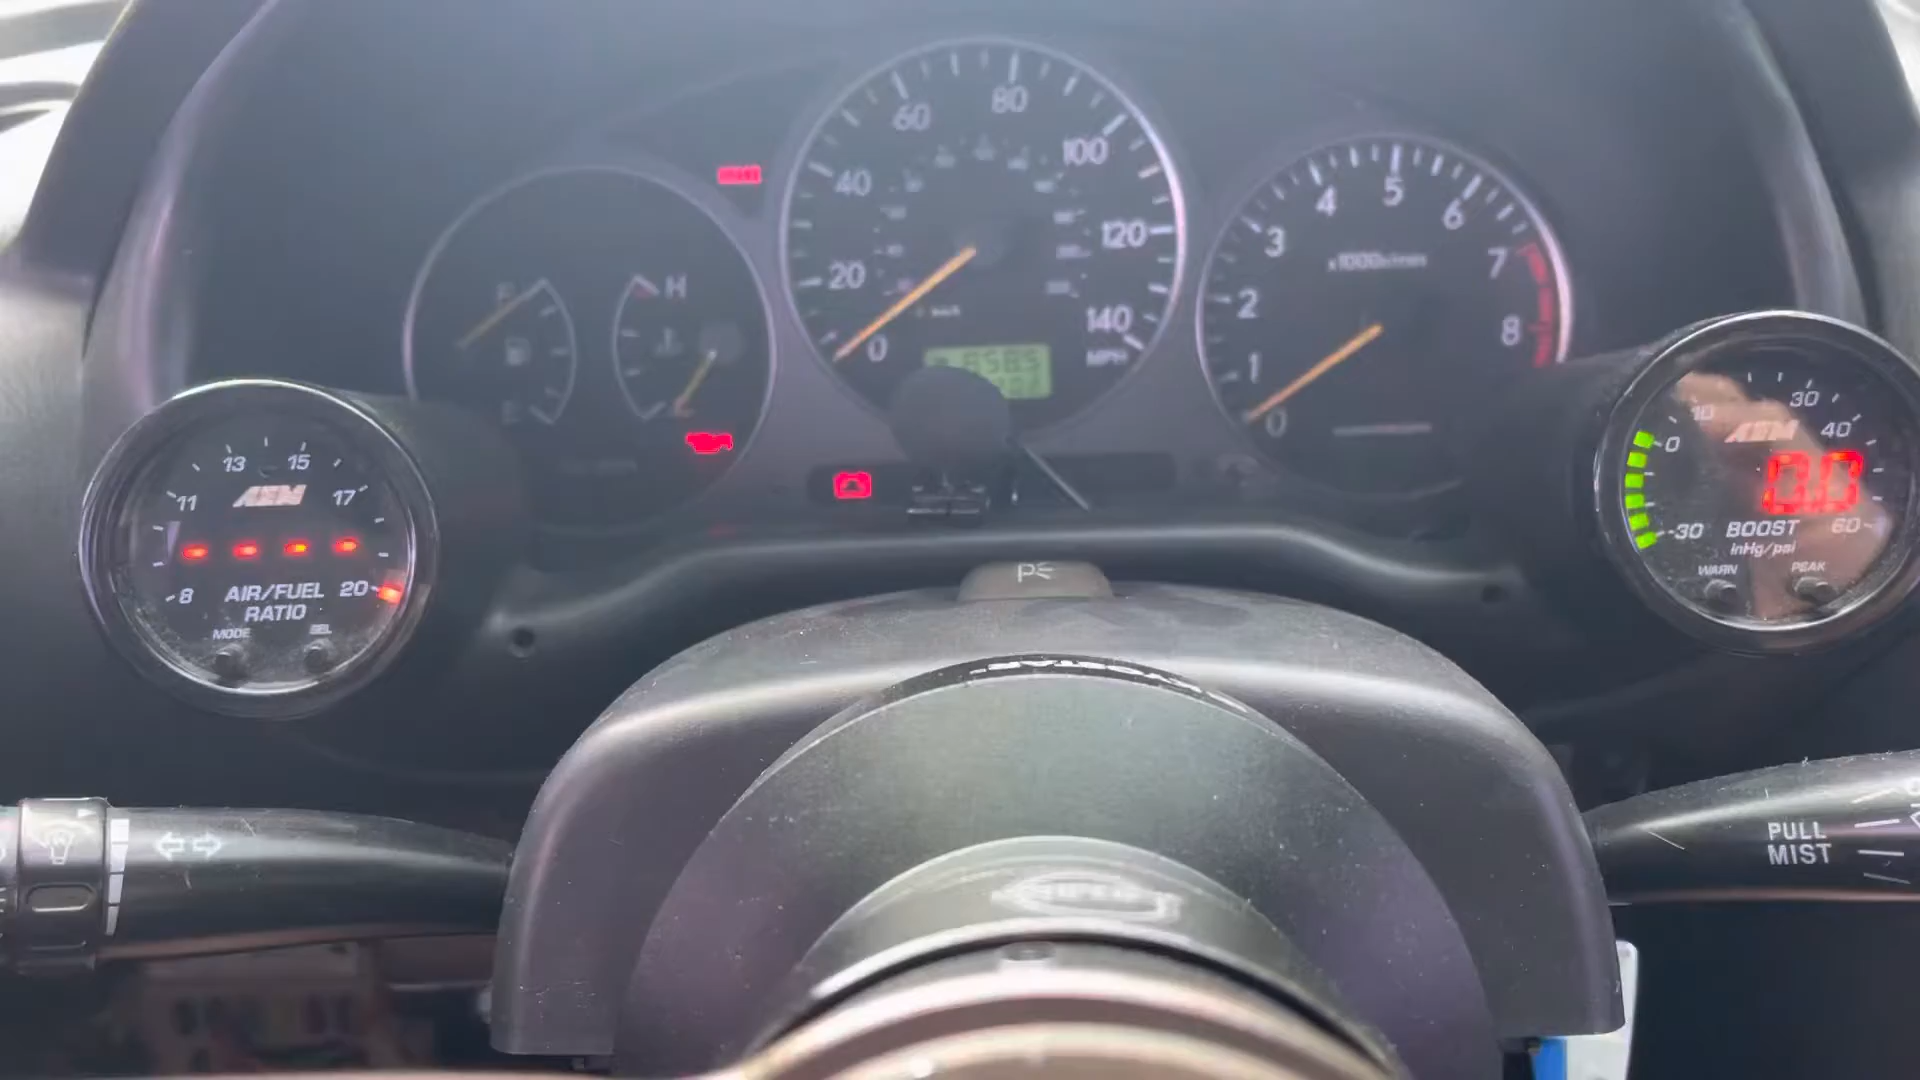 BRAKE
20
40
60
80
100
120
140
MPH
0
0
1
2
3
4
5
6
7
8
x1000r/min
F
E
H
C
11
13
15
17
AEM
8
AIR/FUEL
20
RATIO
MODE
SEL
10
30
0
AEM
40
0.0
-30
BOOST
60
inHg/psi
WARN
PEAK
P
PULL
MIST